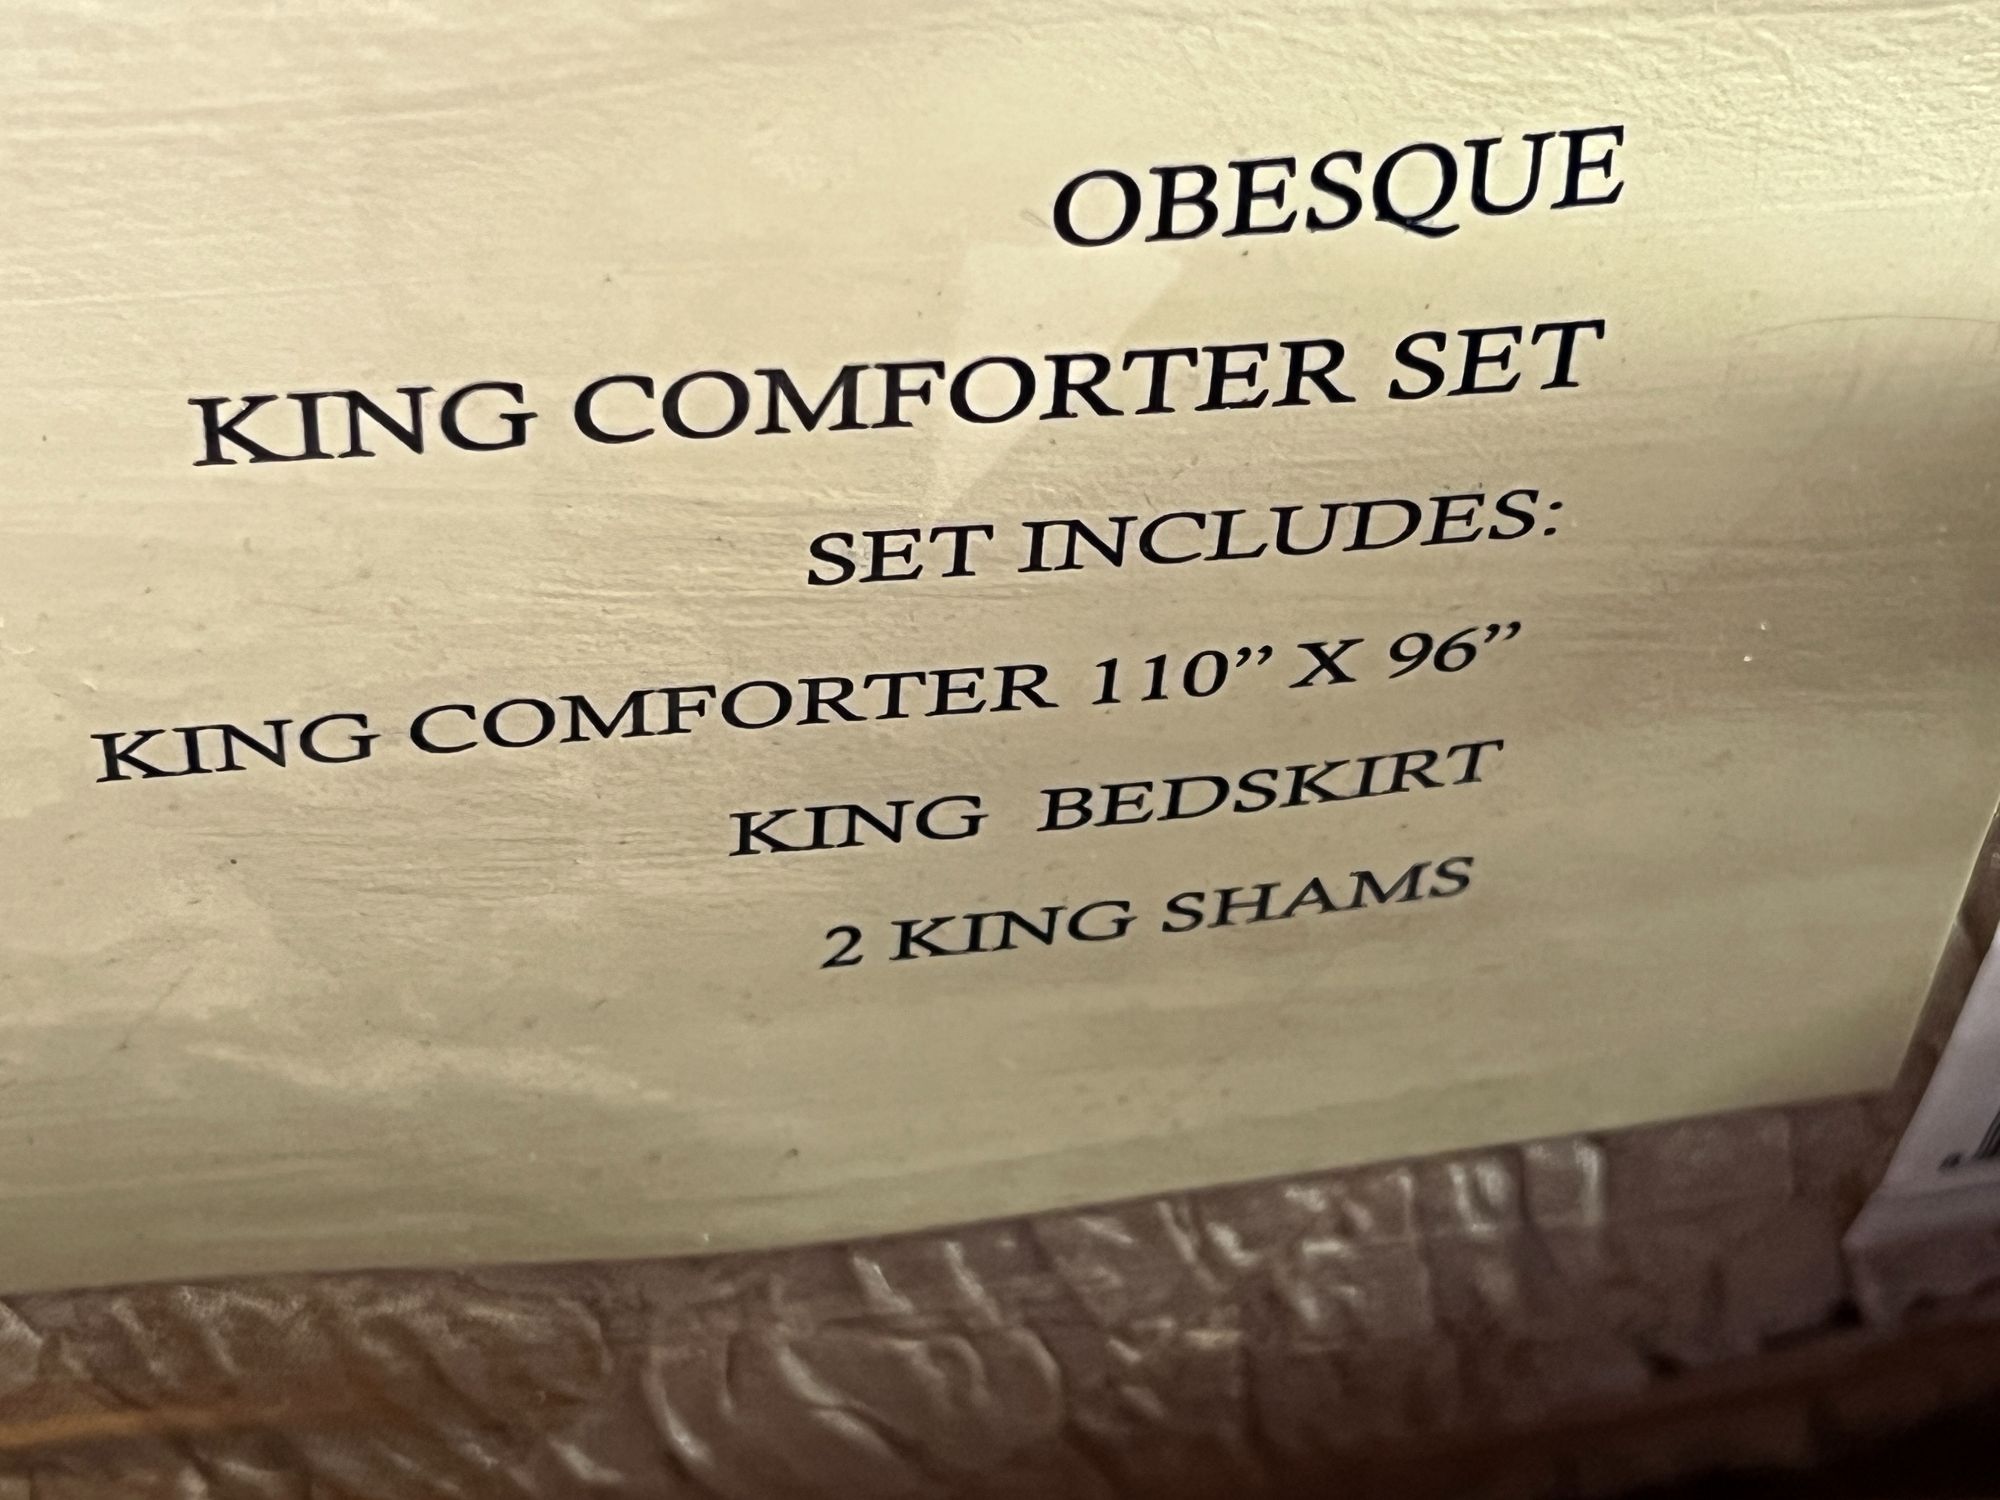 OBESQUE
KING COMFORTER SET
SET INCLUDES:
KING COMFORTER 110” X 96”
KING BEDSKIRT
2 KING SHAMS